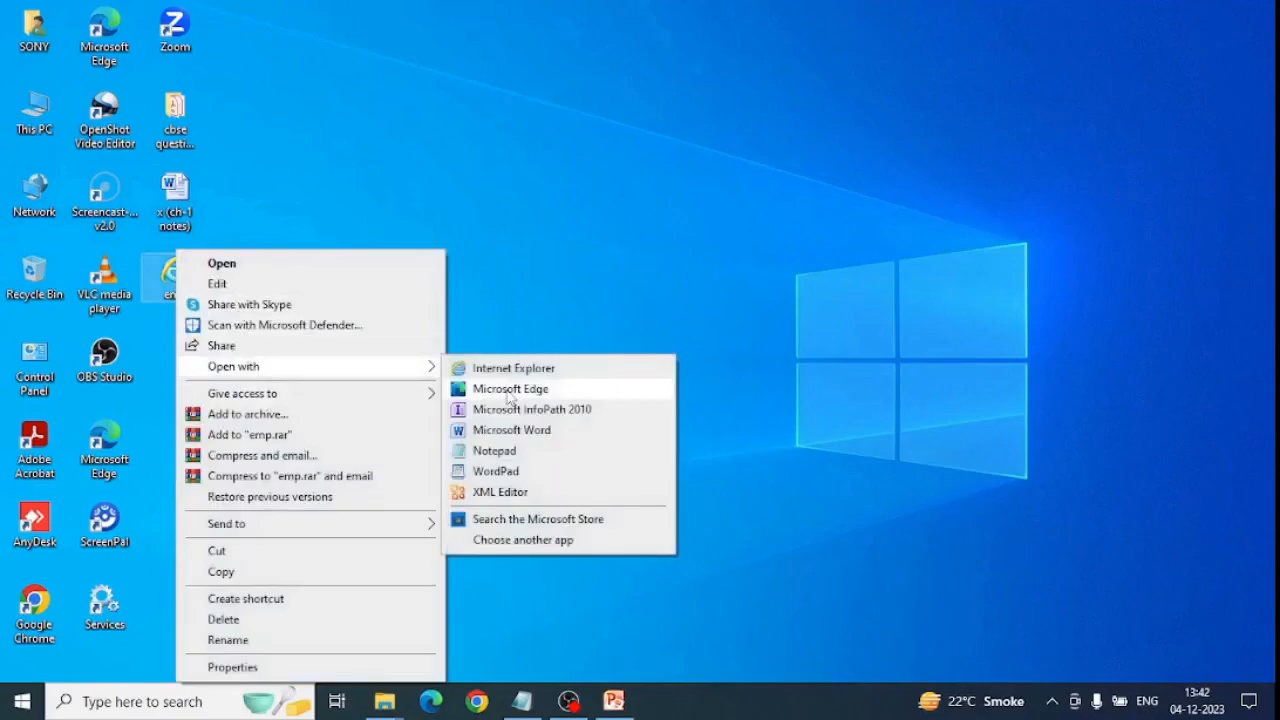 SONY
Microsoft
Edge
Zoom
This PC
OpenShot
Video Editor
cbse
questi...
Network
Screencast-...
v2.0
x (ch-1
notes)
Recycle Bin
VLC media
player
Control
Panel
OBS Studio
Adobe
Acrobat
Microsoft
Edge
AnyDesk
ScreenPal
Google
Chrome
Services
Open
Edit
Share with Skype
Scan with Microsoft Defender...
Share
Open with
Give access to
Add to archive...
Add to "emp.rar"
Compress and email...
Compress to "emp.rar" and email
Restore previous versions
Send to
Cut
Copy
Create shortcut
Delete
Rename
Properties
Internet Explorer
Microsoft Edge
Microsoft InfoPath 2010
Microsoft Word
Notepad
WordPad
XML Editor
Search the Microsoft Store
Choose another app
Type here to search
22°C Smoke
ENG
13:42
04-12-2023